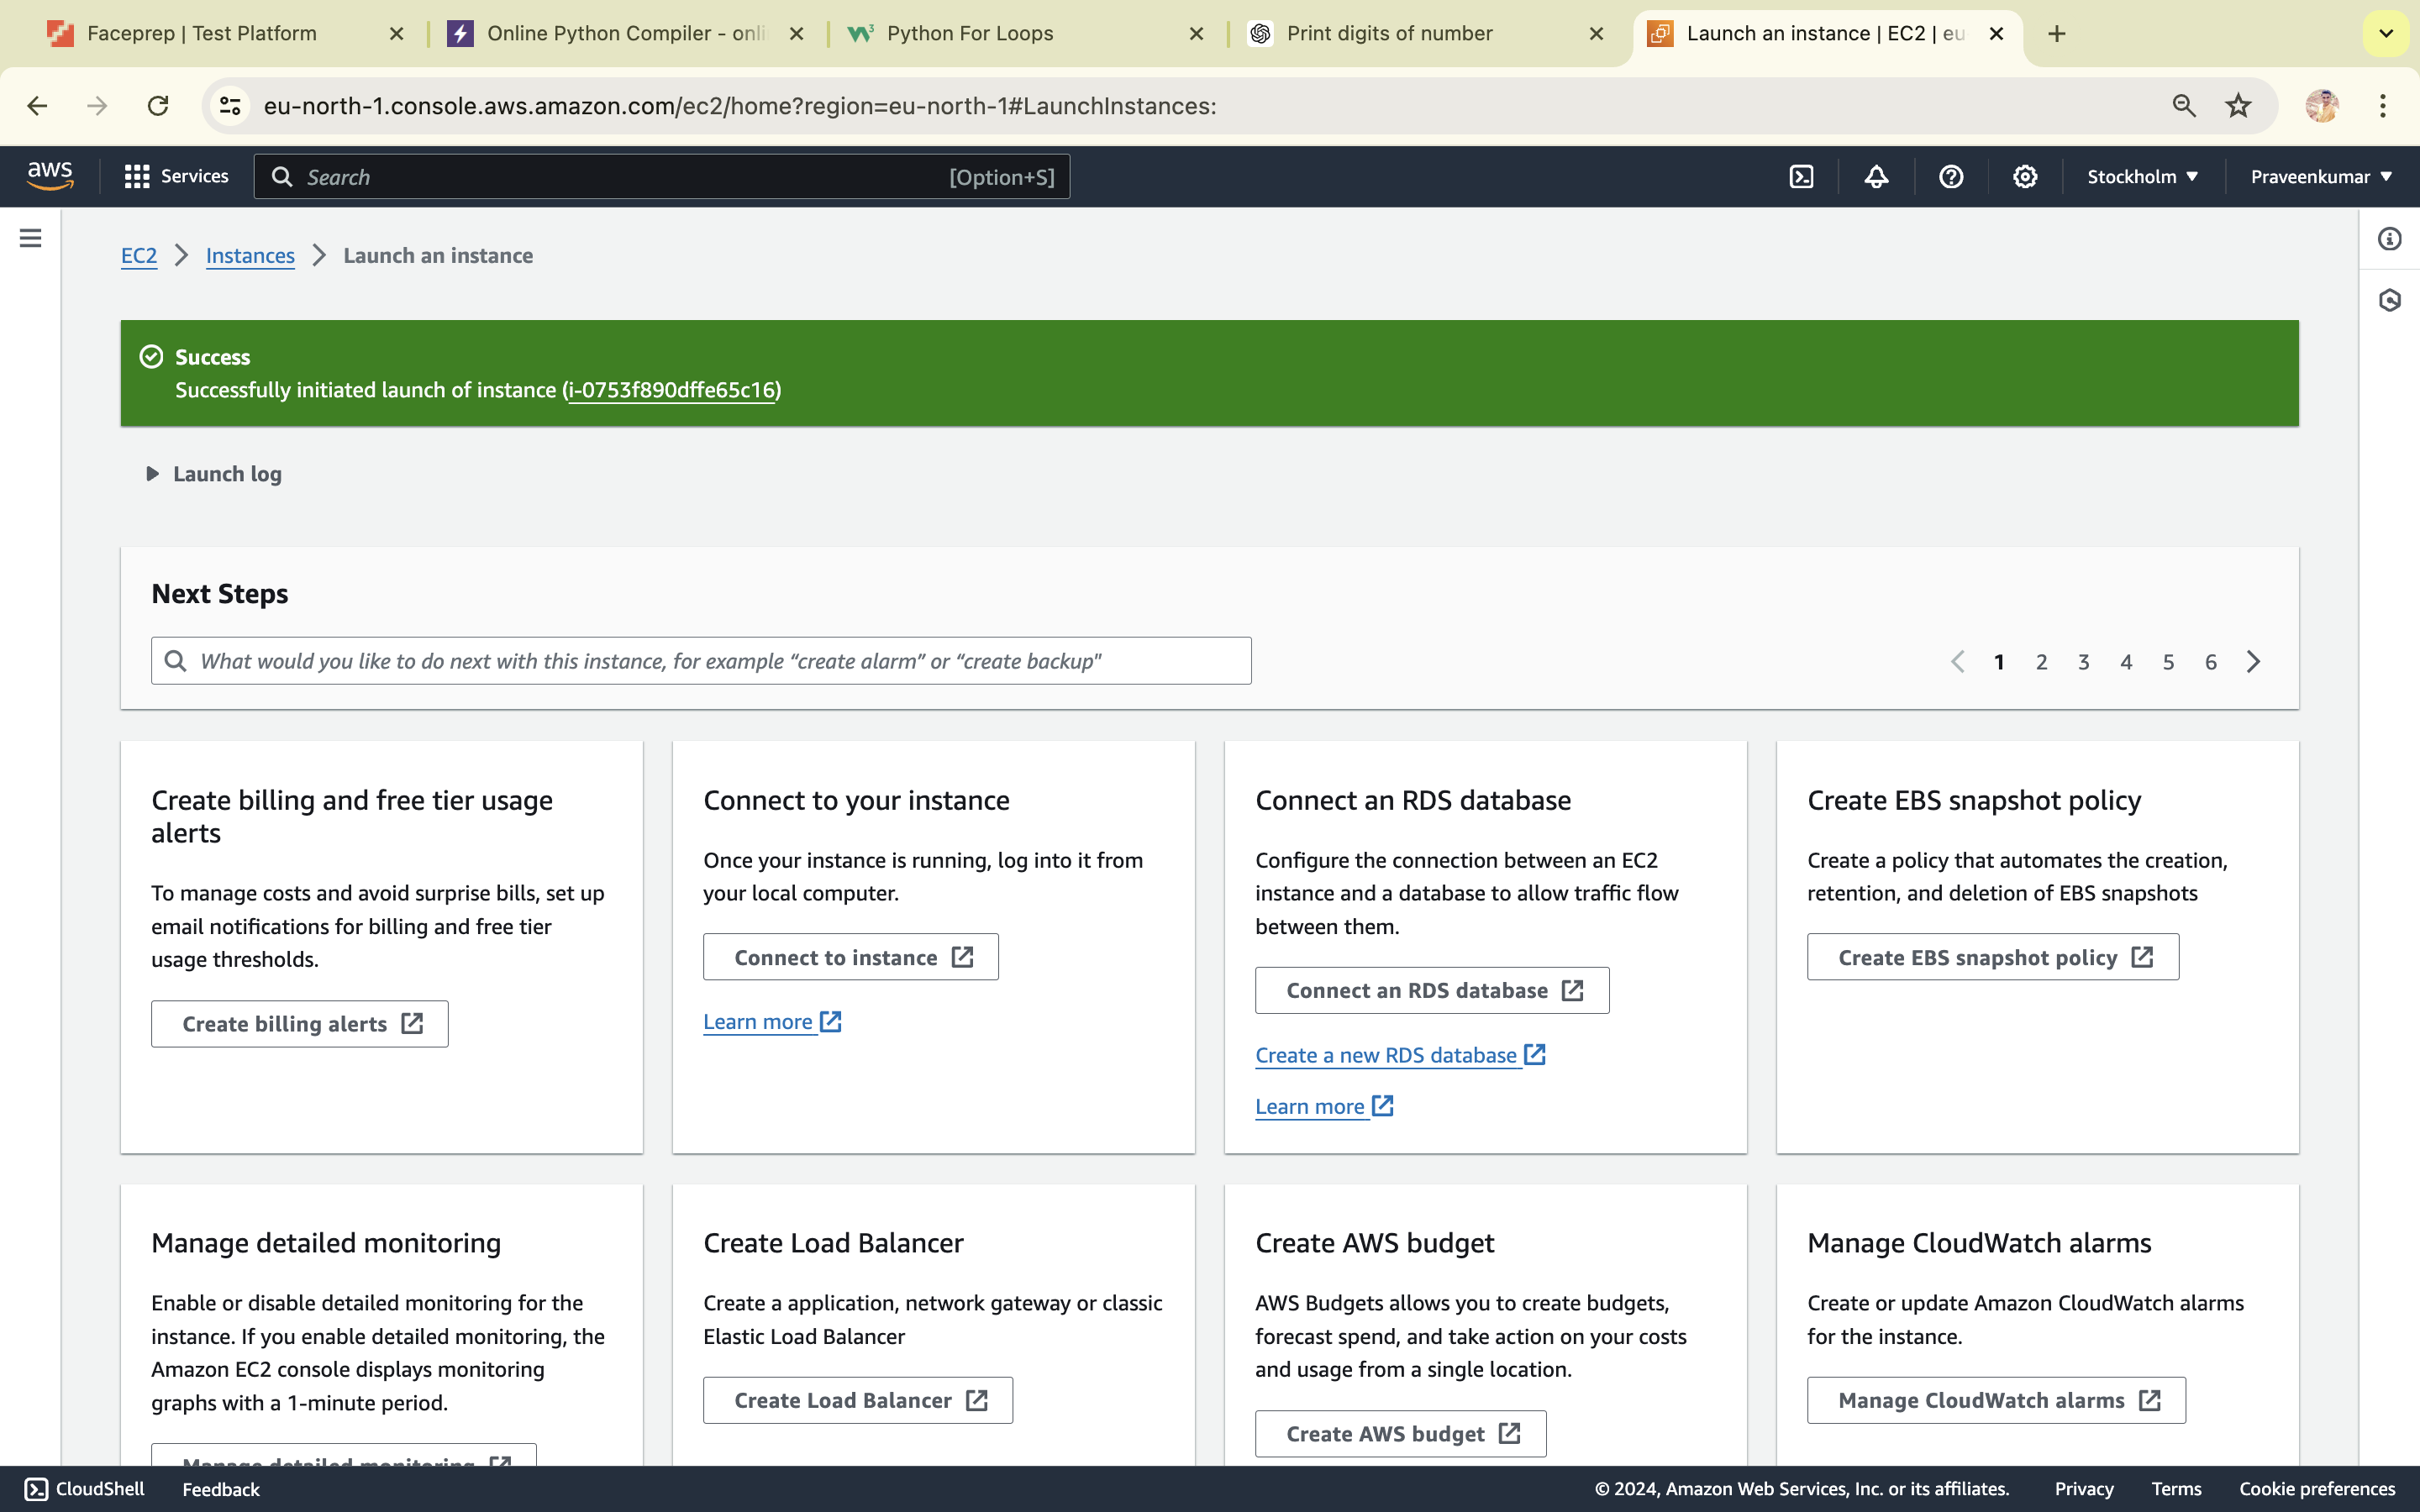 Faceprep | Test Platform
Online Python Compiler - onli
Python For Loops
Print digits of number
Launch an instance | EC2 | eu
eu-north-1.console.aws.amazon.com/ec2/home?region=eu-north-1#LaunchInstances:
aws
Services
Search
[Option+S]
Stockholm
Praveenkumar
EC2
Instances
Launch an instance
Success
Successfully initiated launch of instance (i-0753f890dffe65c16)
Launch log
Next Steps
What would you like to do next with this instance, for example “create alarm” or “create backup"
1 2 3 4 5 6
Create billing and free tier usage
alerts
To manage costs and avoid surprise bills, set up
email notifications for billing and free tier
usage thresholds.
Create billing alerts
Connect to your instance
Once your instance is running, log into it from
your local computer.
Connect to instance
Learn more
Connect an RDS database
Configure the connection between an EC2
instance and a database to allow traffic flow
between them.
Connect an RDS database
Create a new RDS database
Learn more
Create EBS snapshot policy
Create a policy that automates the creation,
retention, and deletion of EBS snapshots
Create EBS snapshot policy
Manage detailed monitoring
Enable or disable detailed monitoring for the
instance. If you enable detailed monitoring, the
Amazon EC2 console displays monitoring
graphs with a 1-minute period.
Manage detailed monitoring
Create Load Balancer
Create a application, network gateway or classic
Elastic Load Balancer
Create Load Balancer
Create AWS budget
AWS Budgets allows you to create budgets,
forecast spend, and take action on your costs
and usage from a single location.
Create AWS budget
Manage CloudWatch alarms
Create or update Amazon CloudWatch alarms
for the instance.
Manage CloudWatch alarms
CloudShell
Feedback
© 2024, Amazon Web Services, Inc. or its affiliates.
Privacy
Terms
Cookie preferences